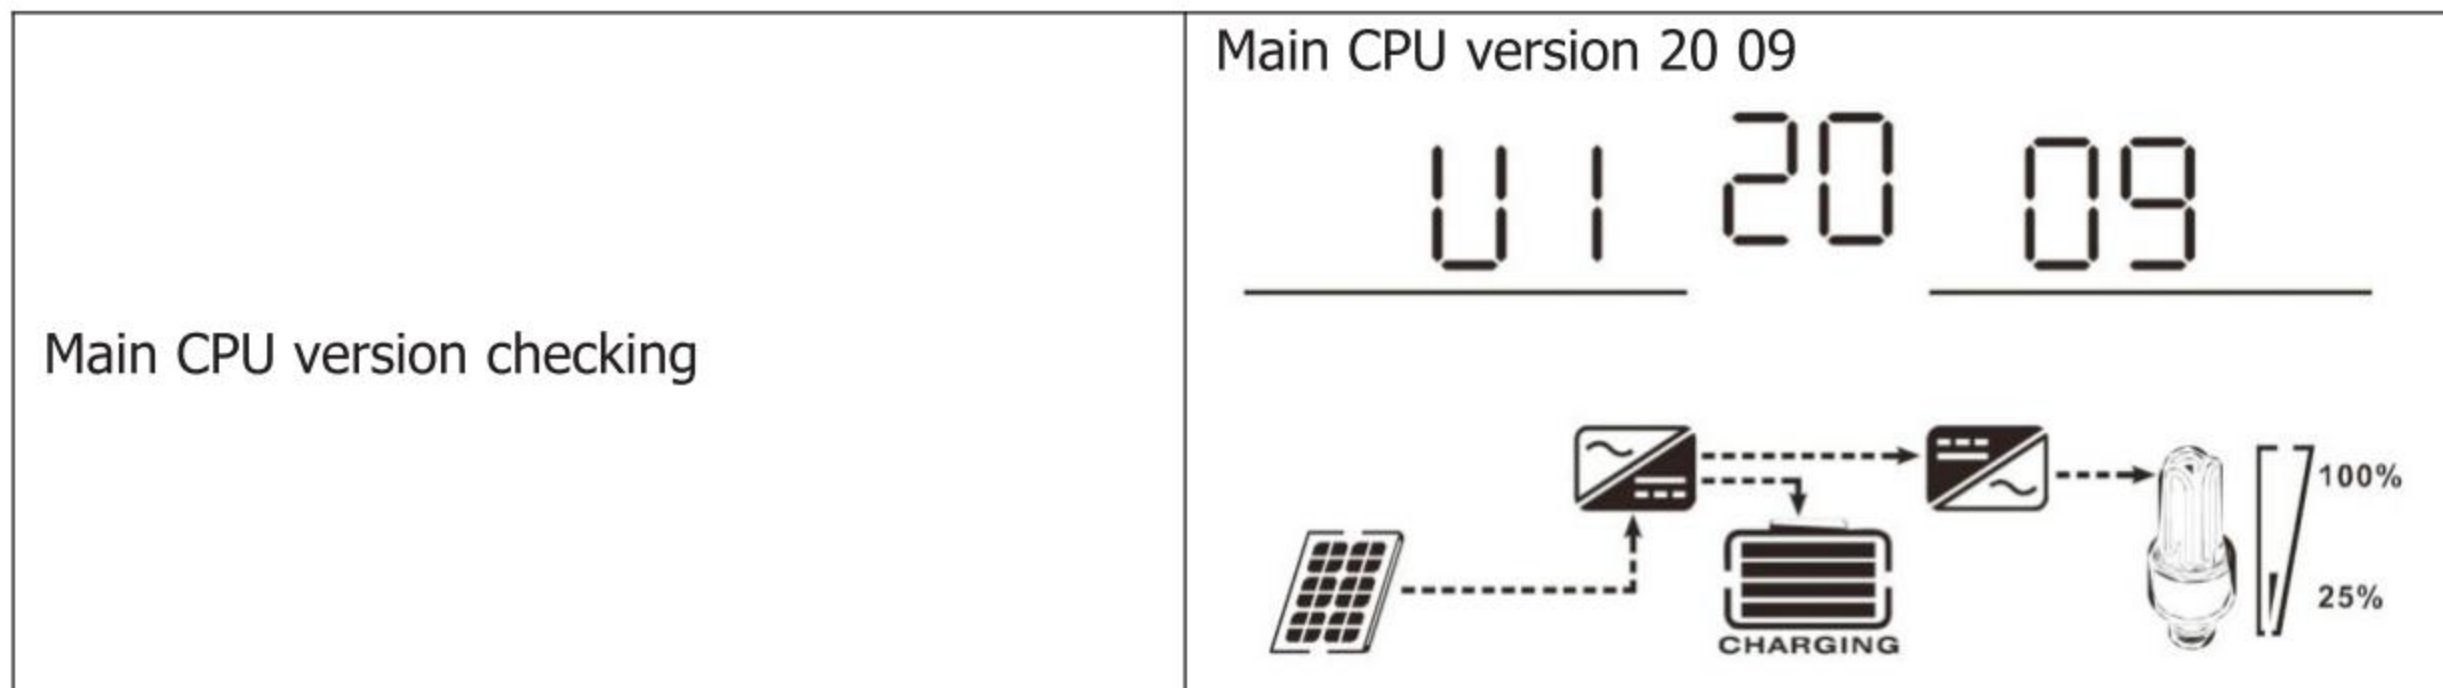 Main CPU version checking
Main CPU version 20 09
U1 20 09
100%
25%
CHARGING